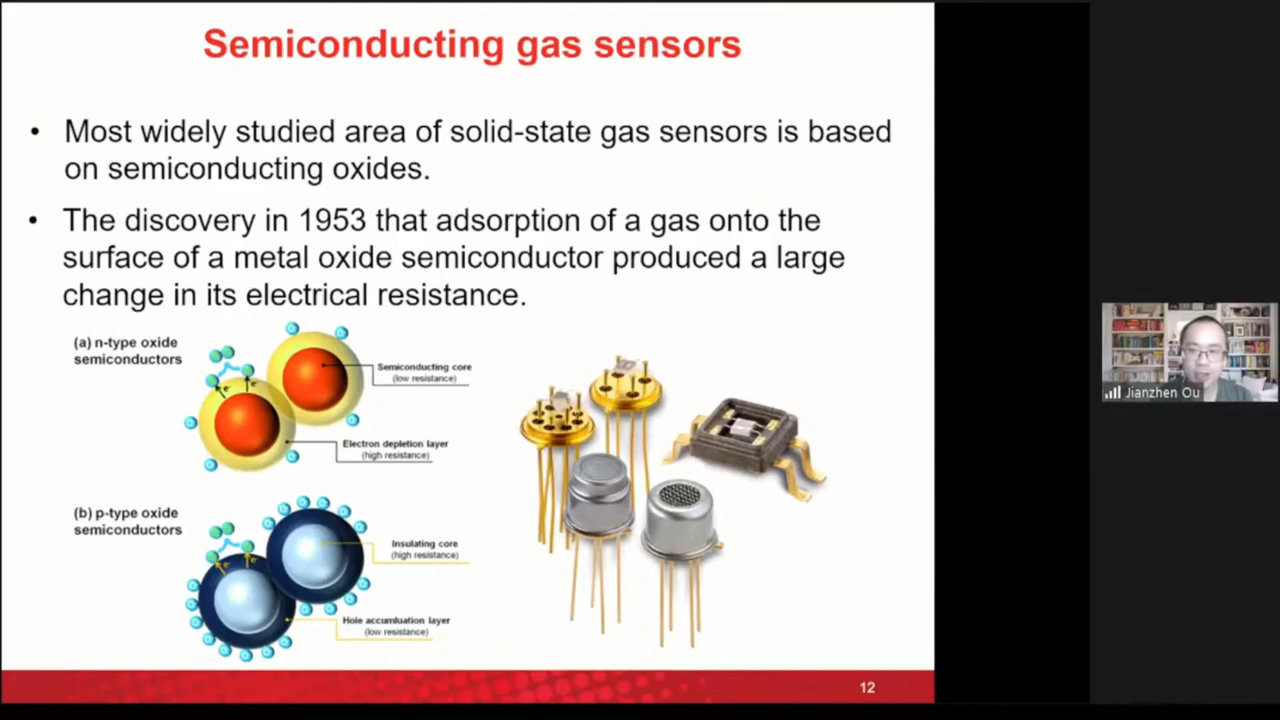 Semiconducting gas sensors
• Most widely studied area of solid-state gas sensors is based
on semiconducting oxides.
• The discovery in 1953 that adsorption of a gas onto the
surface of a metal oxide semiconductor produced a large
change in its electrical resistance.
(a) n-type oxide
semiconductors
e-
e-
Semiconducting core
(low resistance)
Electron depletion layer
(high resistance)
(b) p-type oxide
semiconductors
e-
e-
Insulating core
(high resistance)
Hole accmluation layer
(low resistance)
12
Jianzhen Ou